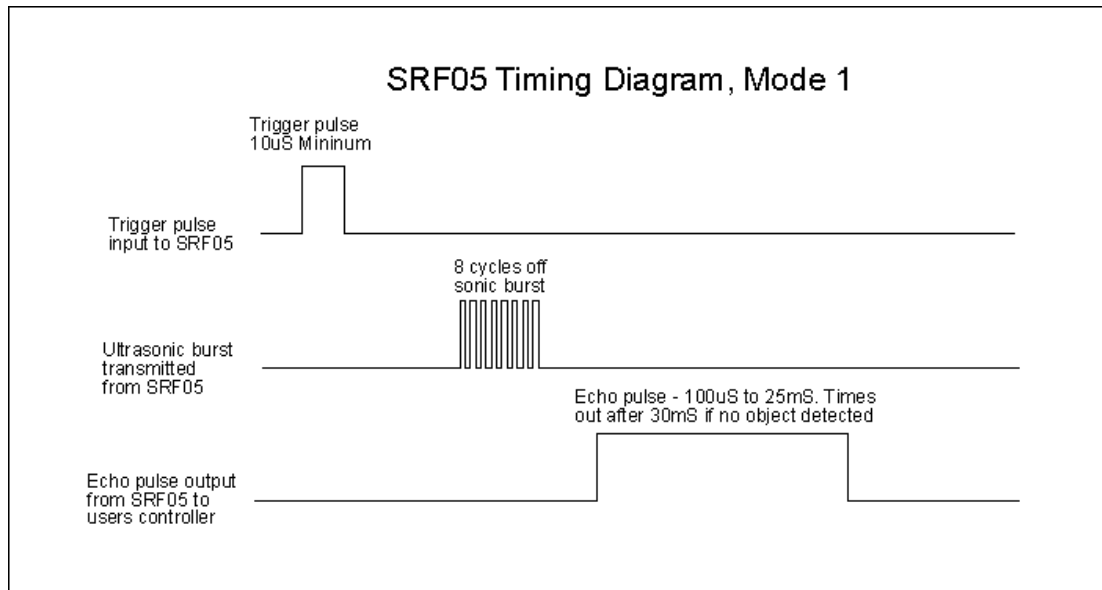 SRF05 Timing Diagram, Mode 1
Trigger pulse
10uS Mininum
Trigger pulse
input to SRF05
8 cycles off
sonic burst
Ultrasonic burst
transmitted
from SRF05
Echo pulse - 100uS to 25mS. Times
out after 30mS if no object detected
Echo pulse output
from SRF05 to
users controller